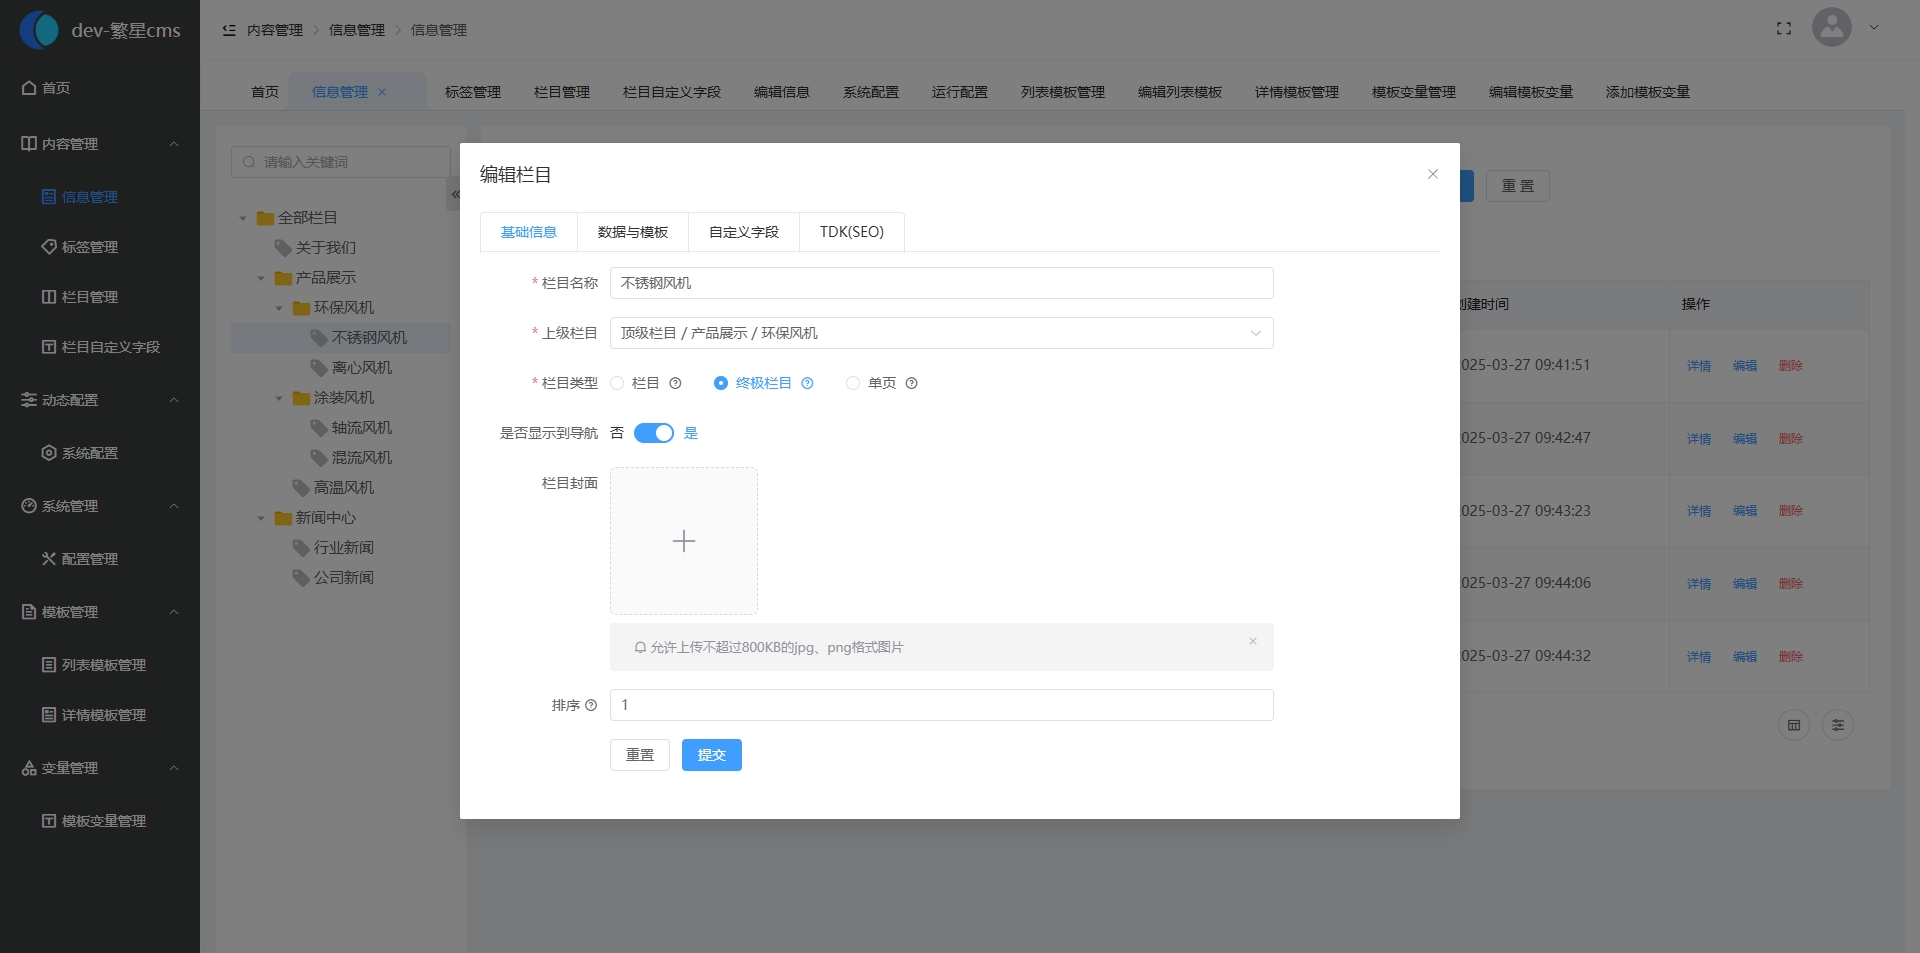 dev-繁星cms
首页
内容管理
信息管理
标签管理
栏目管理
栏目自定义字段
动态配置
系统配置
系统管理
配置管理
模板管理
列表模板管理
详情模板管理
变量管理
模板变量管理
内容管理 信息管理 信息管理
首页 信息管理 标签管理 栏目管理 栏目自定义字段 编辑信息 系统配置 运行配置 列表模板管理 编辑列表模板 详情模板管理 模板变量管理 编辑模板变量 添加模板变量
请输入关键词
全部栏目
关于我们
产品展示
环保风机
不锈钢风机
离心风机
涂装风机
轴流风机
混流风机
高温风机
新闻中心
行业新闻
公司新闻
编辑栏目
基础信息 数据与模板 自定义字段 TDK(SEO)
*栏目名称 不锈钢风机
*上级栏目 顶级栏目 / 产品展示 / 环保风机
*栏目类型 栏目 终极栏目 单页
是否显示到导航 否 是
栏目封面
允许上传不超过800KB的jpg、png格式图片
排序 1
重置 提交
重 置
创建时间 操作
2025-03-27 09:41:51 详情 编辑 删除
2025-03-27 09:42:47 详情 编辑 删除
2025-03-27 09:43:23 详情 编辑 删除
2025-03-27 09:44:06 详情 编辑 删除
2025-03-27 09:44:32 详情 编辑 删除